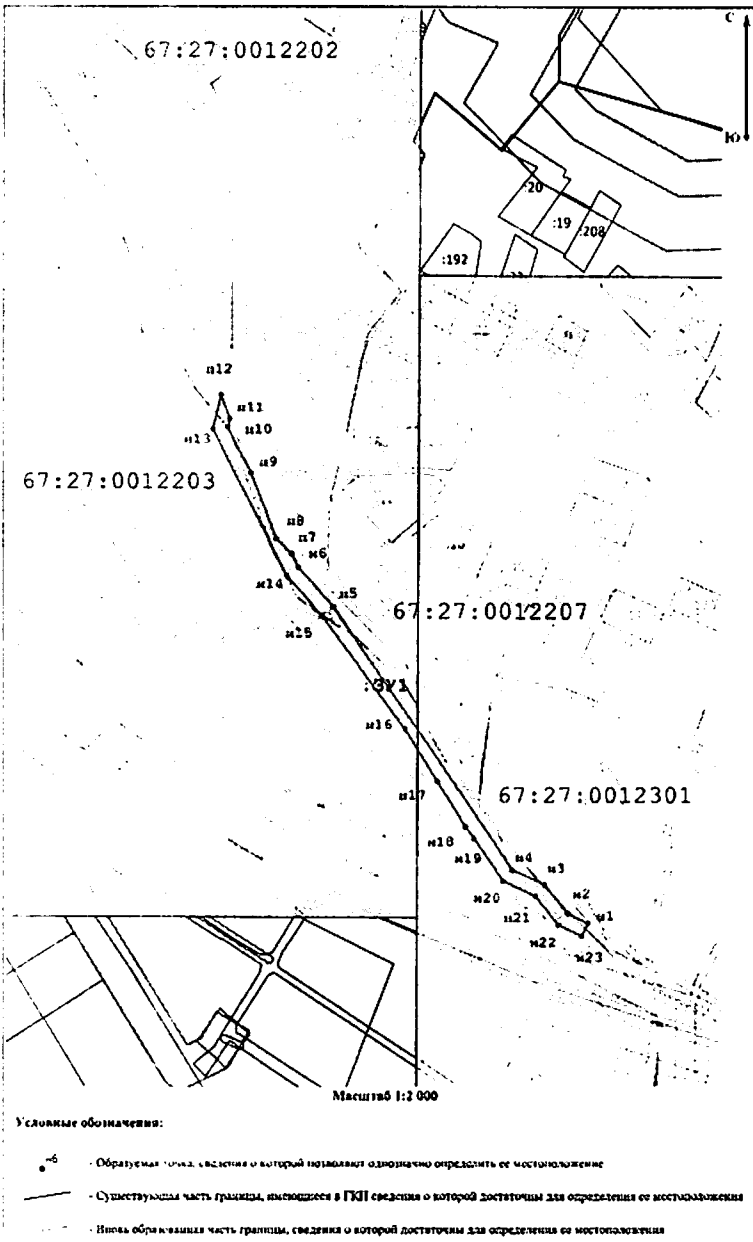 67:27:0012202
С
Ю
:20
:19
:208
:192
н12
н11
н10
н13
н9
67:27:0012203
н8
н7
н6
н14
н5
н15
67:27:0012207
:ЗУ1
н16
н17
67:27:0012301
н18
н19
н4
н3
н20
н2
н21
н1
н22
н23
Масштаб 1:2 000
Условные обозначения:
н6 - Образуемая точка, сведения о которой позволяют однозначно определить ее местоположение
- Существующая часть границы, имеющиеся в ГКН сведения о которой достаточны для определения ее местоположения
- Вновь образованная часть границы, сведения о которой достаточны для определения ее местоположения